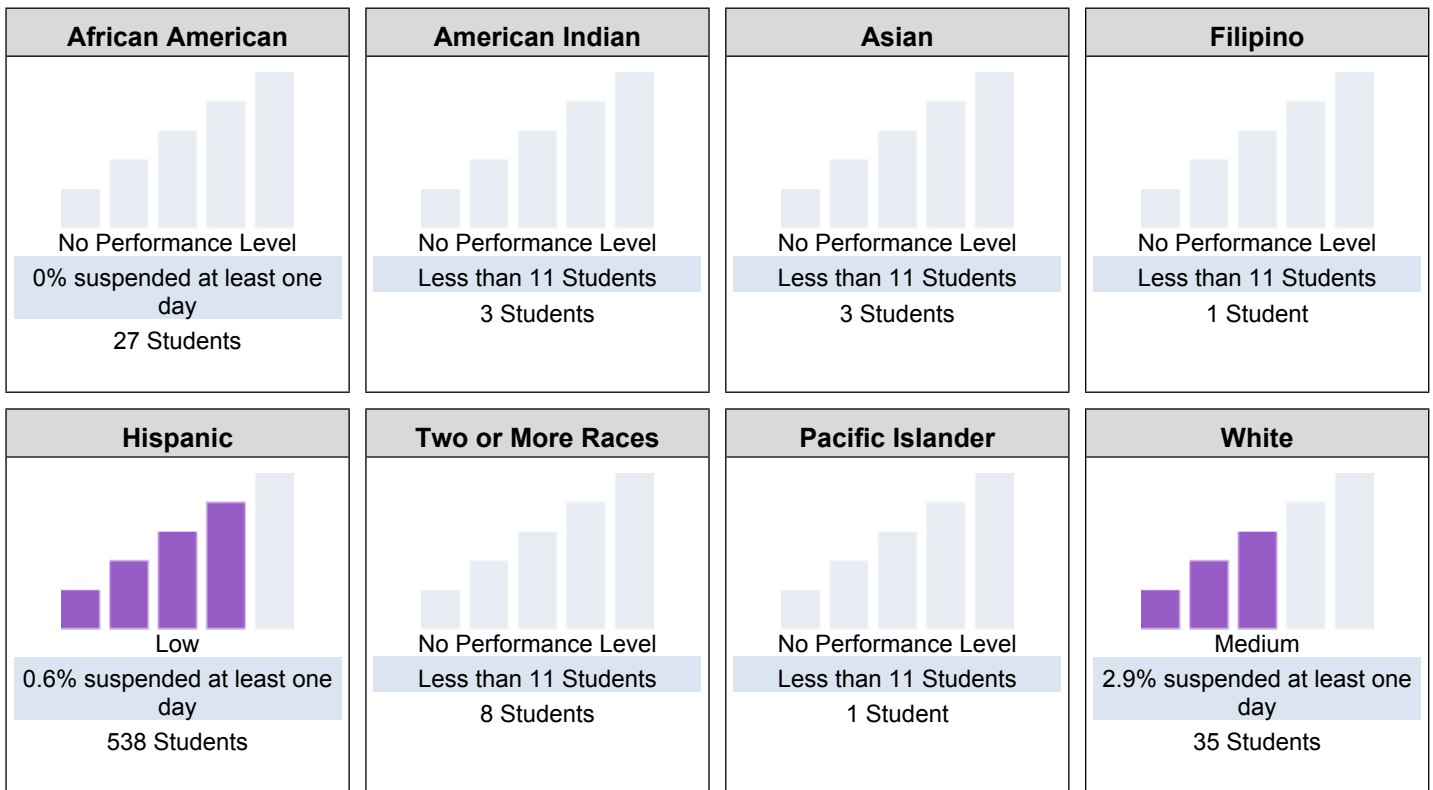 African American
No Performance Level
0% suspended at least one
day
27 Students
American Indian
No Performance Level
Less than 11 Students
3 Students
Asian
No Performance Level
Less than 11 Students
3 Students
Filipino
No Performance Level
Less than 11 Students
1 Student
Hispanic
Low
0.6% suspended at least one
day
538 Students
Two or More Races
No Performance Level
Less than 11 Students
8 Students
Pacific Islander
No Performance Level
Less than 11 Students
1 Student
White
Medium
2.9% suspended at least one
day
35 Students